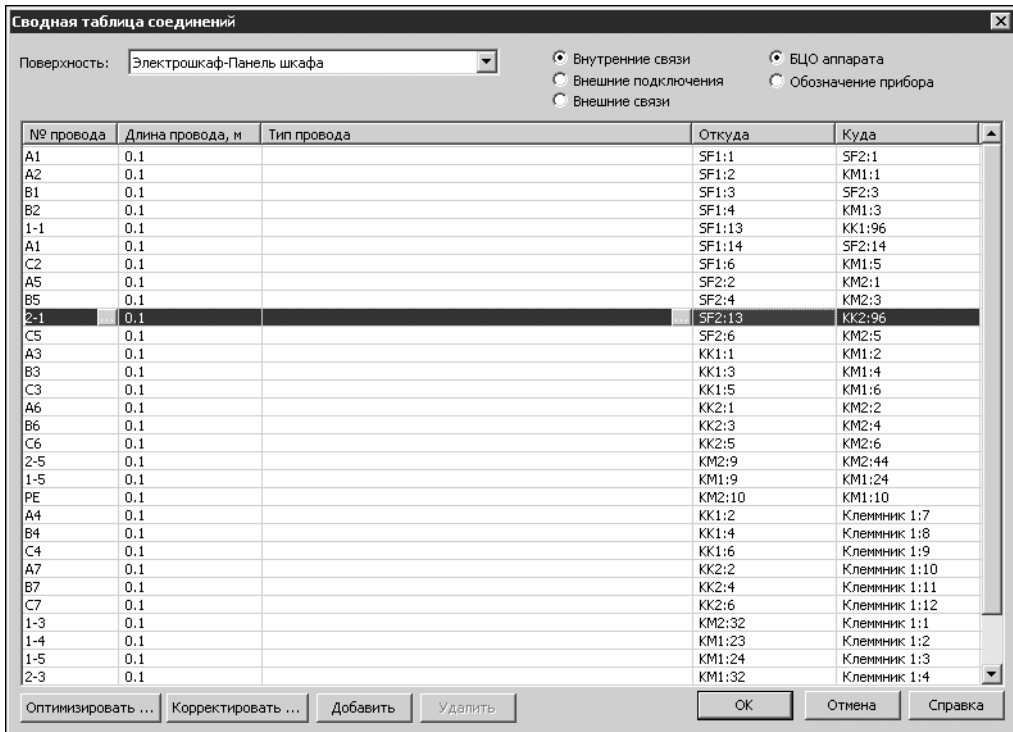 Сводная таблица соединений
Поверхность: Электрошкаф-Панель шкафа
Внутренние связи
Внешние подключения
Внешние связи
БЦО аппарата
Обозначение прибора
№ провода Длина провода, м Тип провода Откуда Куда
A1 0.1 SF1:1 SF2:1
A2 0.1 SF1:2 KM1:1
B1 0.1 SF1:3 SF2:3
B2 0.1 SF1:4 KM1:3
1-1 0.1 SF1:13 KK1:96
A1 0.1 SF1:14 SF2:14
C2 0.1 SF1:6 KM1:5
A5 0.1 SF2:2 KM2:1
B5 0.1 SF2:4 KM2:3
2-1 ... 0.1 ... SF2:13 KK2:96
C5 0.1 SF2:6 KM2:5
A3 0.1 KK1:1 KM1:2
B3 0.1 KK1:3 KM1:4
C3 0.1 KK1:5 KM1:6
A6 0.1 KK2:1 KM2:2
B6 0.1 KK2:3 KM2:4
C6 0.1 KK2:5 KM2:6
2-5 0.1 KM2:9 KM2:44
1-5 0.1 KM1:9 KM1:24
PE 0.1 KM2:10 KM1:10
A4 0.1 KK1:2 Клеммник 1:7
B4 0.1 KK1:4 Клеммник 1:8
C4 0.1 KK1:6 Клеммник 1:9
A7 0.1 KK2:2 Клеммник 1:10
B7 0.1 KK2:4 Клеммник 1:11
C7 0.1 KK2:6 Клеммник 1:12
1-3 0.1 KM2:32 Клеммник 1:1
1-4 0.1 KM1:23 Клеммник 1:2
1-5 0.1 KM1:24 Клеммник 1:3
2-3 0.1 KM1:32 Клеммник 1:4
Оптимизировать ... Корректировать ... Добавить Удалить OK Отмена Справка